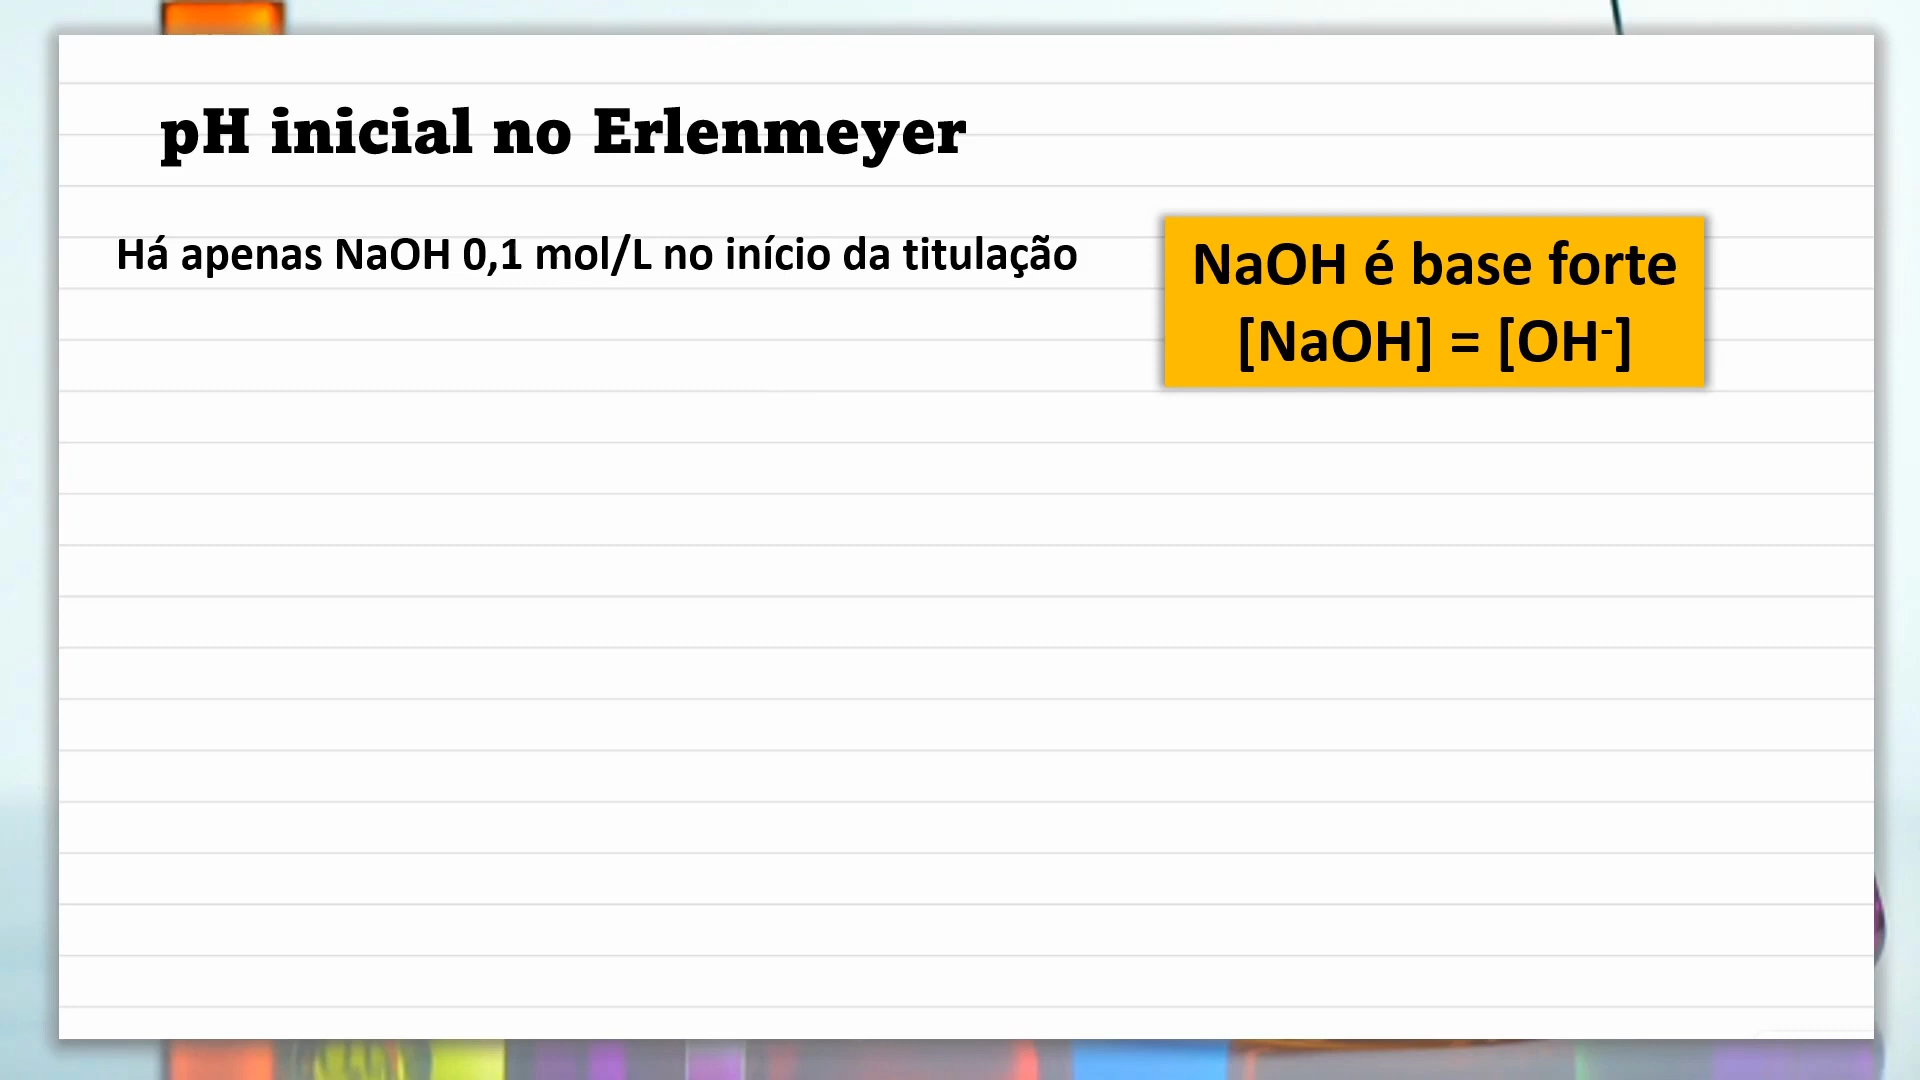 pH inicial no Erlenmeyer
Há apenas NaOH 0,1 mol/L no início da titulação
NaOH é base forte
[NaOH] = [OH⁻]